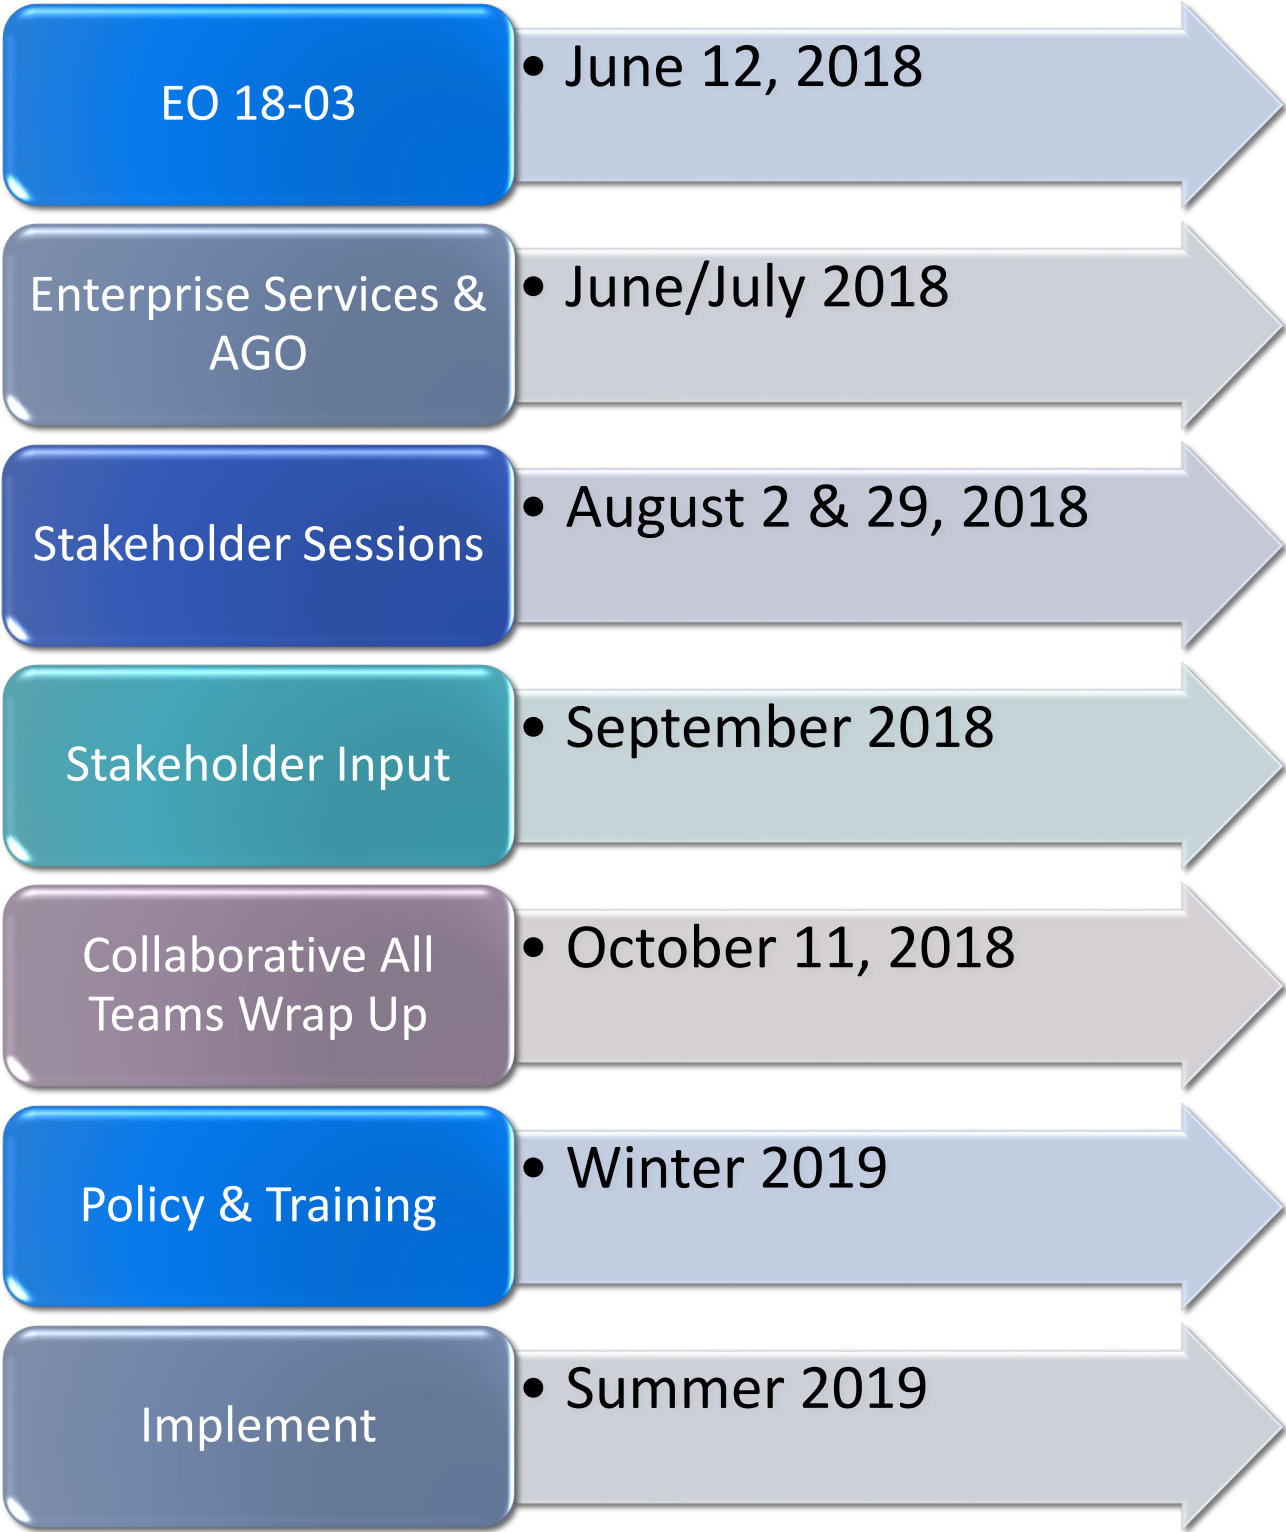 EO 18-03
• June 12, 2018
Enterprise Services &
AGO
• June/July 2018
Stakeholder Sessions
• August 2 & 29, 2018
Stakeholder Input
• September 2018
Collaborative All
Teams Wrap Up
• October 11, 2018
Policy & Training
• Winter 2019
Implement
• Summer 2019